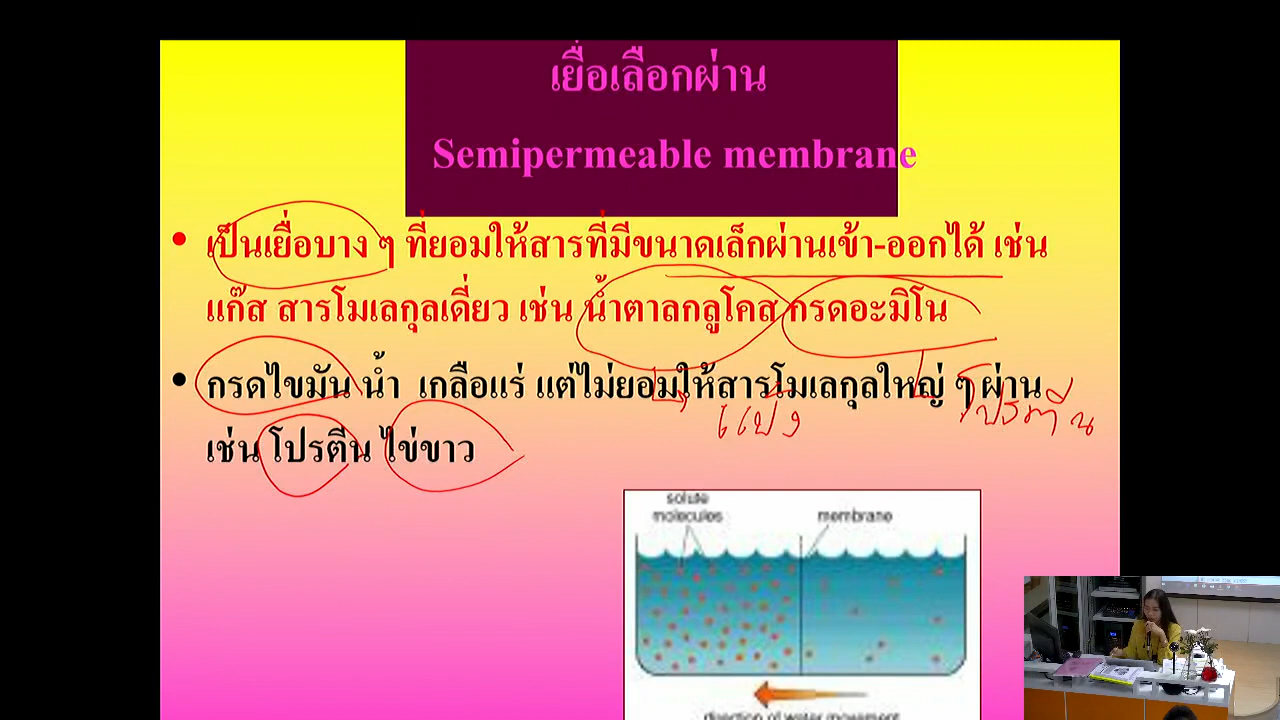 เยื่อเลือกผ่าน
Semipermeable membrane
• เป็นเยื่อบาง ๆ ที่ยอมให้สารที่มีขนาดเล็กผ่านเข้า-ออกได้ เช่น
แก๊ส สารโมเลกุลเดี่ยว เช่น น้ำตาลกลูโคส กรดอะมิโน
• กรดไขมัน น้ำ เกลือแร่ แต่ไม่ยอมให้สารโมเลกุลใหญ่ ๆ ผ่าน
เช่น โปรตีน ไข่ขาว
แป้ง โปรตีน
solute
molecules
membrane
direction of water movement